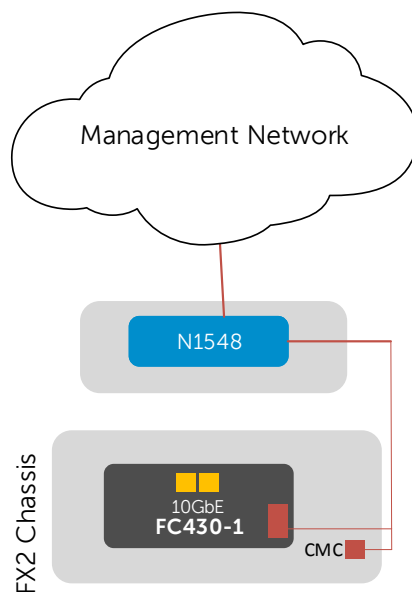 Management Network
N1548
FX2 Chassis
10GbE
FC430-1
CMC